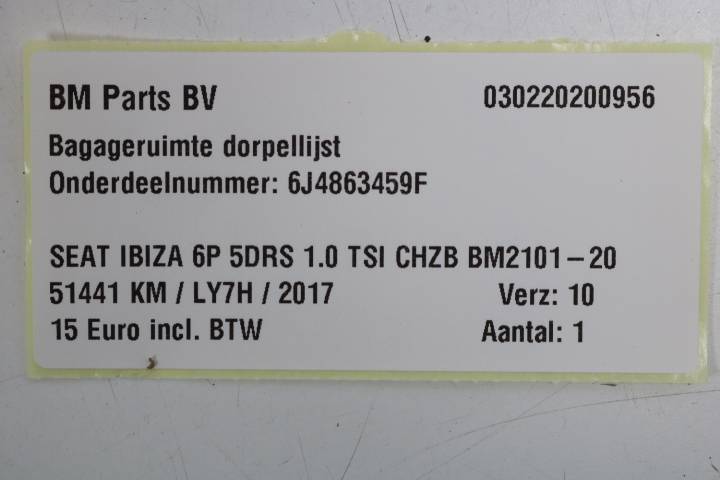 BM Parts BV 030220200956
Bagageruimte dorpellijst
Onderdeelnummer: 6J4863459F
SEAT IBIZA 6P 5DRS 1.0 TSI CHZB BM2101-20
51441 KM / LY7H / 2017 Verz: 10
15 Euro incl. BTW Aantal: 1